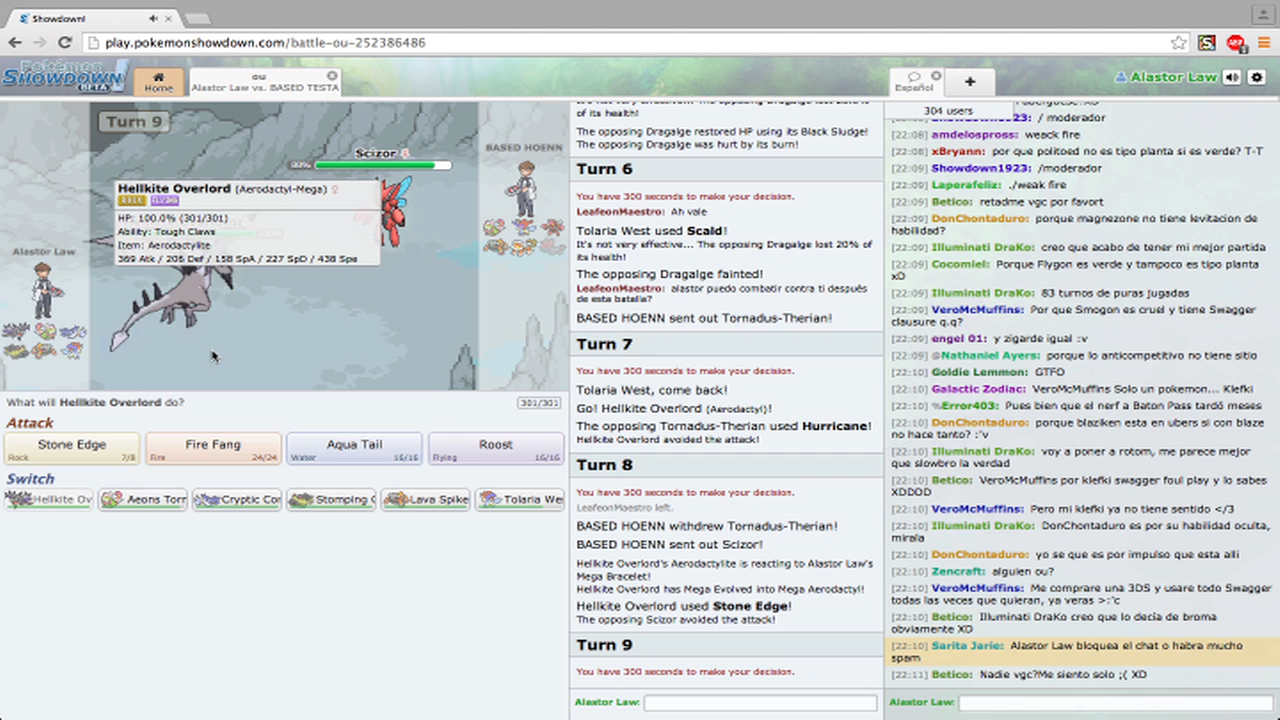 Showdown!
play.pokemonshowdown.com/battle-ou-252386486
Pokémon
SHOWDOWN!
BETA
Home
ou
Alastor Law vs. BASED TESTA
Español
+
Alastor Law
Turn 9
Scizor
BASED HOENN
Hellkite Overlord (Aerodactyl-Mega)
HP: 100.0% (301/301)
Ability: Tough Claws
Item: Aerodactylite
369 Atk / 206 Def / 158 SpA / 227 SpD / 438 Spe
Alastor Law
What will Hellkite Overlord do?
301/301
Attack
Stone Edge
Rock 7/8
Fire Fang
Fire 24/24
Aqua Tail
Water 16/16
Roost
Flying 16/16
Switch
Hellkite Ov
Aeons Torr
Cryptic Cor
Stomping G
Lava Spike
Tolaria We
of its health!
The opposing Dragalge restored HP using its Black Sludge!
The opposing Dragalge was hurt by its burn!
Turn 6
You have 300 seconds to make your decision.
LeafeonMaestro: Ah vale
Tolaria West used Scald!
It's not very effective... The opposing Dragalge lost 20% of
its health!
The opposing Dragalge fainted!
LeafeonMaestro: alastor puedo combatir contra ti después
de esta batalla?
BASED HOENN sent out Tornadus-Therian!
Turn 7
You have 300 seconds to make your decision.
Tolaria West, come back!
Go! Hellkite Overlord (Aerodactyl)!
The opposing Tornadus-Therian used Hurricane!
Hellkite Overlord avoided the attack!
Turn 8
You have 300 seconds to make your decision.
LeafeonMaestro left.
BASED HOENN withdrew Tornadus-Therian!
BASED HOENN sent out Scizor!
Hellkite Overlord's Aerodactylite is reacting to Alastor Law's
Mega Bracelet!
Hellkite Overlord has Mega Evolved into Mega Aerodactyl!
Hellkite Overlord used Stone Edge!
The opposing Scizor avoided the attack!
Turn 9
You have 300 seconds to make your decision.
Alastor Law:
304 users
Showdown1923: / moderador
[22:08] amdelospross: weack fire
[22:08] xBryann: por que politoed no es tipo planta si es verde? T-T
[22:09] Showdown1923: /moderador
[22:09] Laperafeliz: ./weak fire
[22:09] Betico: retadme vgc por favort
[22:09] DonChontaduro: porque magnezone no tiene levitacion de
habilidad?
[22:09] Illuminati DraKo: creo que acabo de tener mi mejor partida
[22:09] Cocomiel: Porque Flygon es verde y tampoco es tipo planta
xD
[22:09] Illuminati DraKo: 83 turnos de puras jugadas
[22:09] VeroMcMuffins: Por que Smogon es cruel y tiene Swagger
clausure q.q?
[22:09] engel 01: y zigarde igual :v
[22:09] @Nathaniel Ayers: porque lo anticompetitivo no tiene sitio
[22:10] Goldie Lemmon: GTFO
[22:10] Galactic Zodiac: VeroMcMuffins Solo un pokemon... Klefki
[22:10] %Error403: Pues bien que el nerf a Baton Pass tardó meses
[22:10] DonChontaduro: porque blaziken esta en ubers si con blaze
no hace tanto? :'v
[22:10] Illuminati DraKo: voy a poner a rotom, me parece mejor
que slowbro la verdad
[22:10] Betico: VeroMcMuffins por klefki swagger foul play y lo sabes
XDDDD
[22:10] VeroMcMuffins: Pero mi klefki ya no tiene sentido </3
[22:10] Illuminati DraKo: DonChontaduro es por su habilidad oculta,
mirala
[22:10] DonChontaduro: yo se que es por impulso que esta alli
[22:10] Zencraft: alguien ou?
[22:10] VeroMcMuffins: Me comprare una 3DS y usare todo Swagger
todas las veces que quieran, ya veras >:'c
[22:10] Betico: Illuminati DraKo creo que lo decía de broma
obviamente XD
[22:10] Sarita Jarie: Alastor Law bloquea el chat o habra mucho
spam
[22:11] Betico: Nadie vgc?Me siento solo ;( XD
Alastor Law: